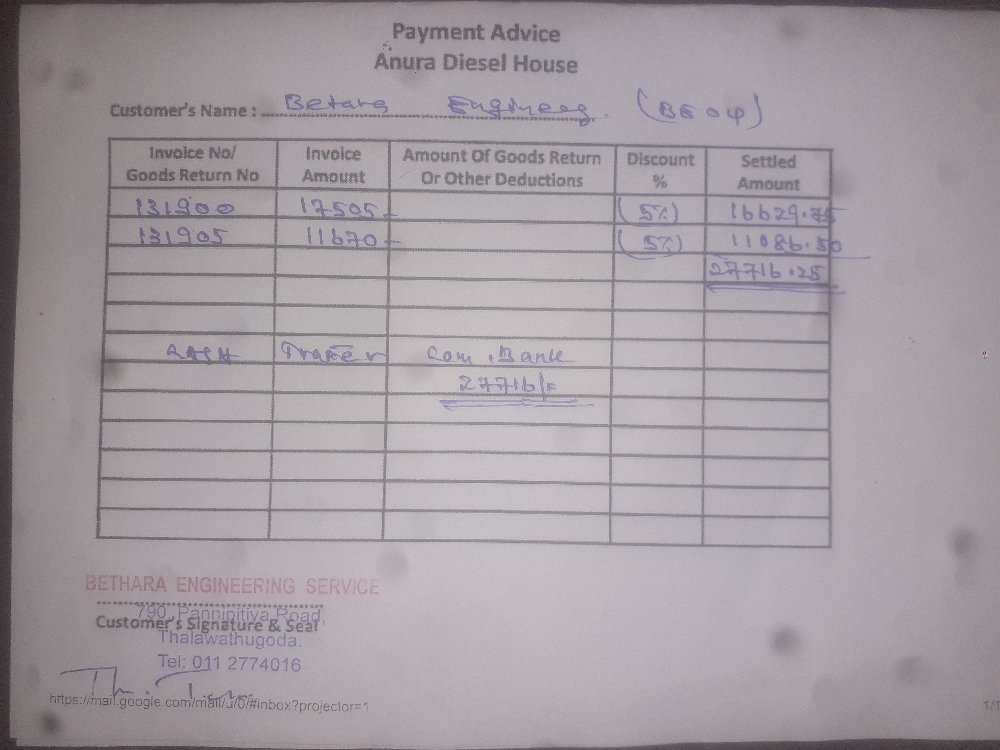 Payment Advice
Anura Diesel House
Customer's Name : Betara Engineeg (BE04)
Invoice No/ Goods Return No Invoice Amount Amount Of Goods Return Or Other Deductions Discount % Settled Amount
131900 17505 (5%) 16629.75
131905 11670 (5%) 11086.50
27716.25
Com. Bank
27716/=
BETHARA ENGINEERING SERVICE
790, Pannipitiya Road,
Customer's Signature & Seal
Thalawathugoda.
Tel: 011 2774016
https://mail.google.com/mail/u/0/#inbox?projector=1
1/1